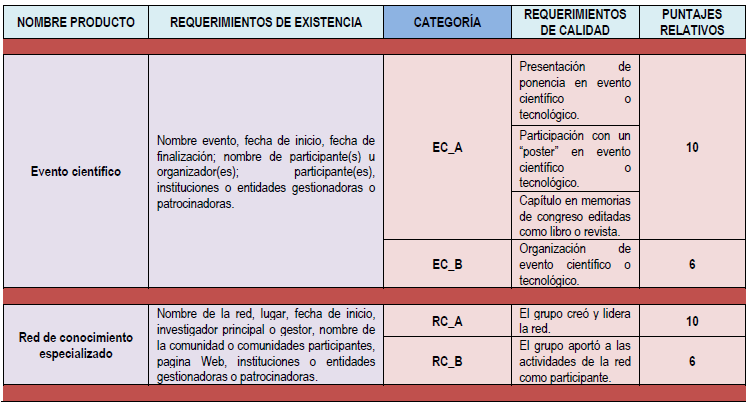 NOMBRE PRODUCTO
REQUERIMIENTOS DE EXISTENCIA
CATEGORÍA
REQUERIMIENTOS
DE CALIDAD
PUNTAJES
RELATIVOS
Evento científico
Nombre evento, fecha de inicio, fecha de
finalización; nombre de participante(s) u
organizador(es); participante(es),
instituciones o entidades gestionadoras o
patrocinadoras.
EC_A
Presentación de
ponencia en evento
científico o
tecnológico.
Participación con un
“poster” en evento
científico o
tecnológico.
Capítulo en memorias
de congreso editadas
como libro o revista.
10
EC_B
Organización de
evento científico o
tecnológico.
6
Red de conocimiento
especializado
Nombre de la red, lugar, fecha de inicio,
investigador principal o gestor, nombre de
la comunidad o comunidades participantes,
pagina Web, instituciones o entidades
gestionadoras o patrocinadoras.
RC_A
El grupo creó y lidera
la red.
10
RC_B
El grupo aportó a las
actividades de la red
como participante.
6